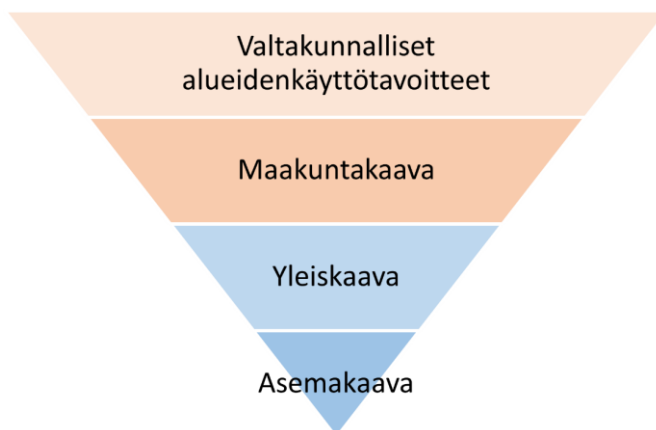 Valtakunnalliset
alueidenkäyttötavoitteet
Maakuntakaava
Yleiskaava
Asemakaava